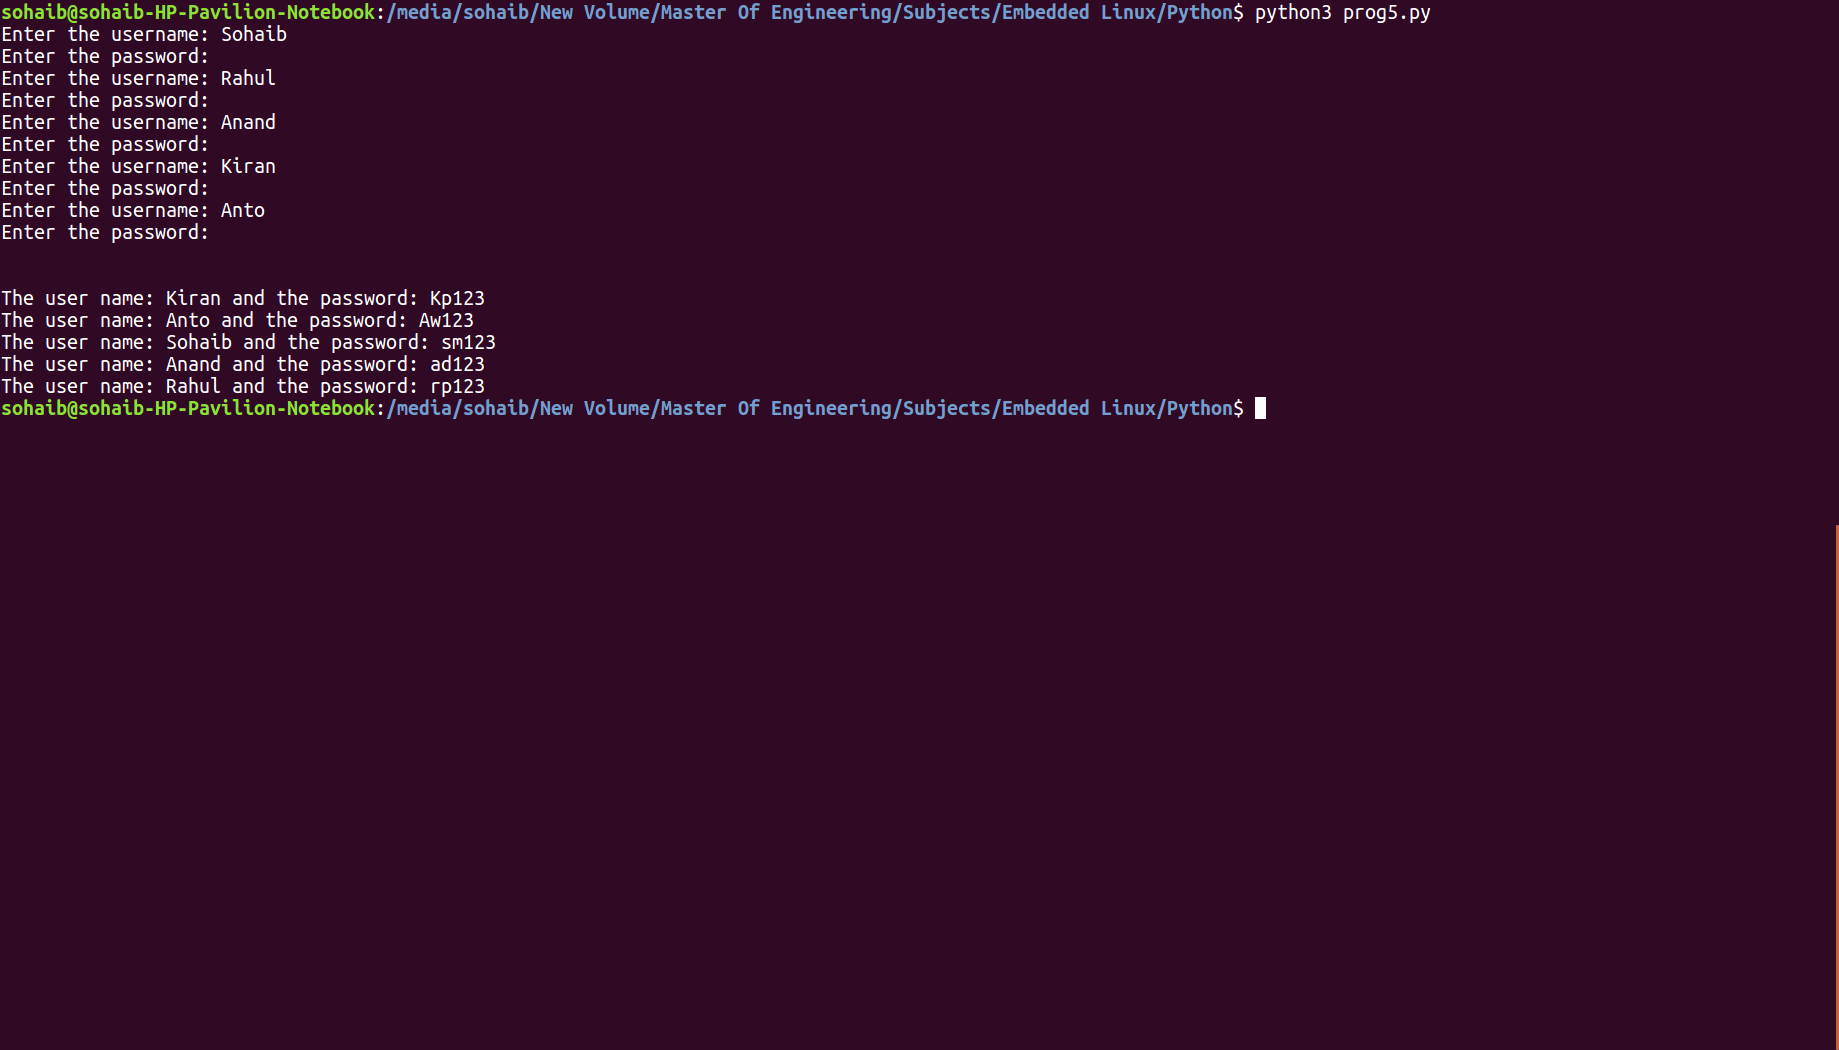 sohaib@sohaib-HP-Pavilion-Notebook:/media/sohaib/New Volume/Master Of Engineering/Subjects/Embedded Linux/Python$ python3 prog5.py
Enter the username: Sohaib
Enter the password:
Enter the username: Rahul
Enter the password:
Enter the username: Anand
Enter the password:
Enter the username: Kiran
Enter the password:
Enter the username: Anto
Enter the password:
The user name: Kiran and the password: Kp123
The user name: Anto and the password: Aw123
The user name: Sohaib and the password: sm123
The user name: Anand and the password: ad123
The user name: Rahul and the password: rp123
sohaib@sohaib-HP-Pavilion-Notebook:/media/sohaib/New Volume/Master Of Engineering/Subjects/Embedded Linux/Python$